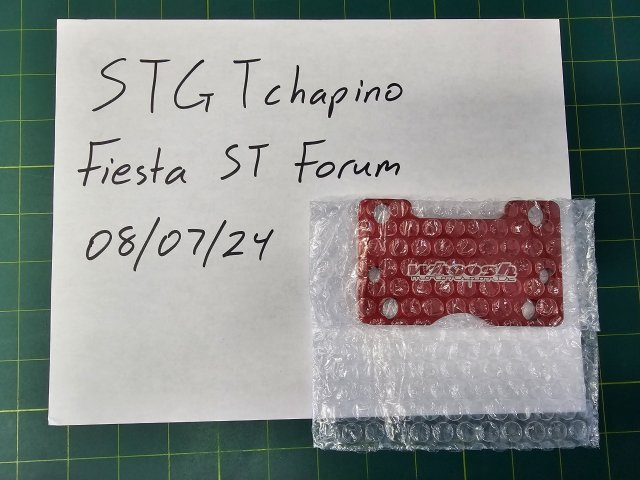 STG Tchapino
Fiesta ST Forum
08/07/24
whoosh